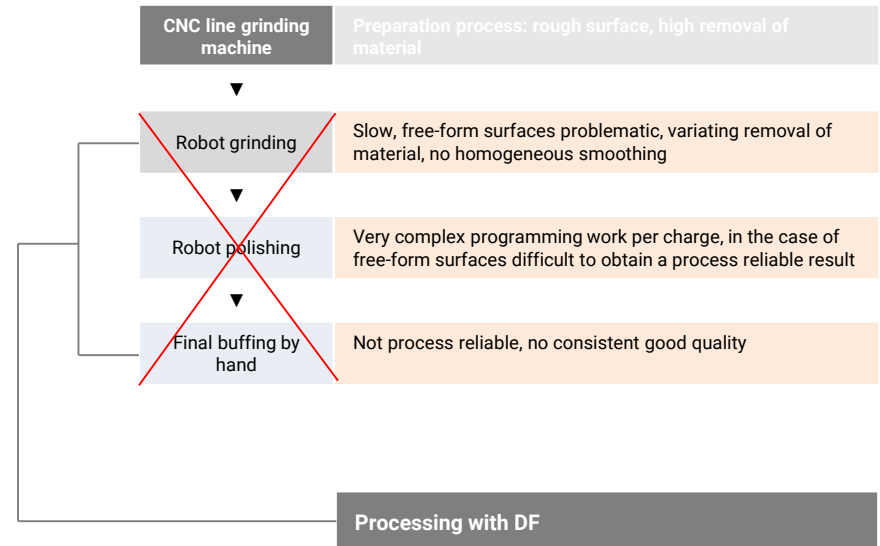 CNC line grinding
machine
Preparation process: rough surface, high removal of
material
▼
Robot grinding
Slow, free-form surfaces problematic, variating removal of
material, no homogeneous smoothing
▼
Robot polishing
Very complex programming work per charge, in the case of
free-form surfaces difficult to obtain a process reliable result
▼
Final buffing by
hand
Not process reliable, no consistent good quality
Processing with DF